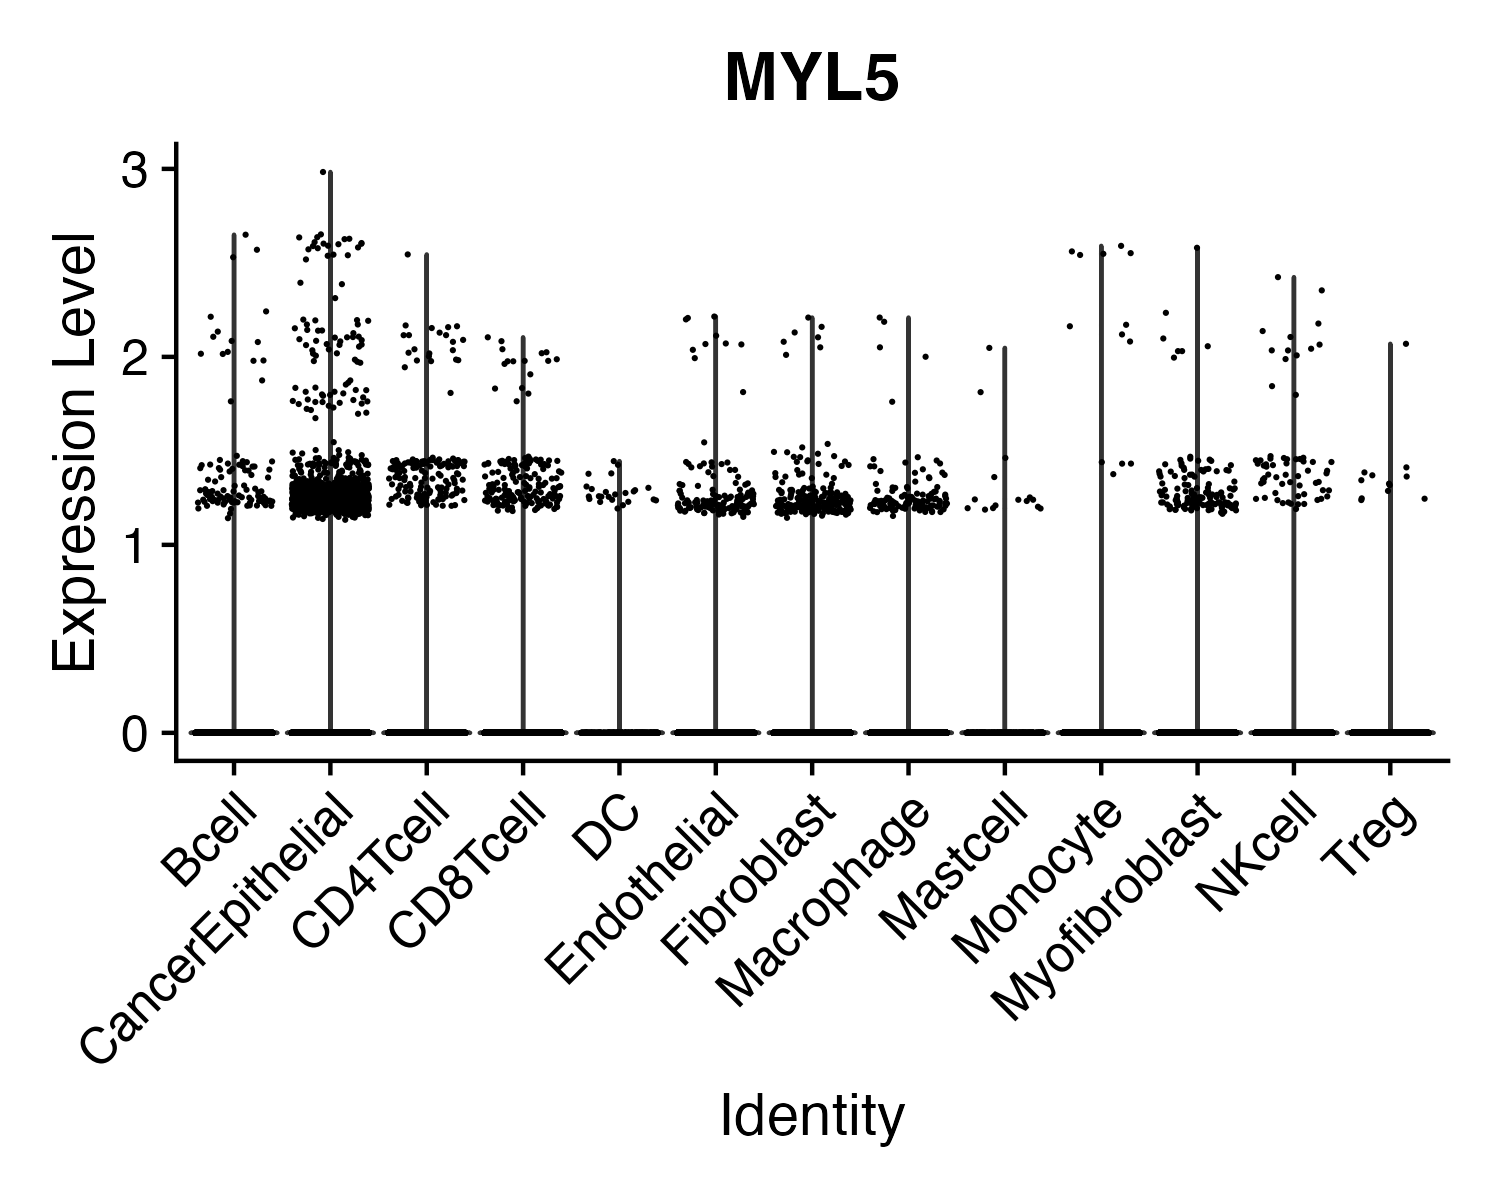 MYL5
Expression Level
3
2
1
0
Bcell
CancerEpithelial
CD4Tcell
CD8Tcell
DC
Endothelial
Fibroblast
Macrophage
Mastcell
Monocyte
Myofibroblast
NKcell
Treg
Identity